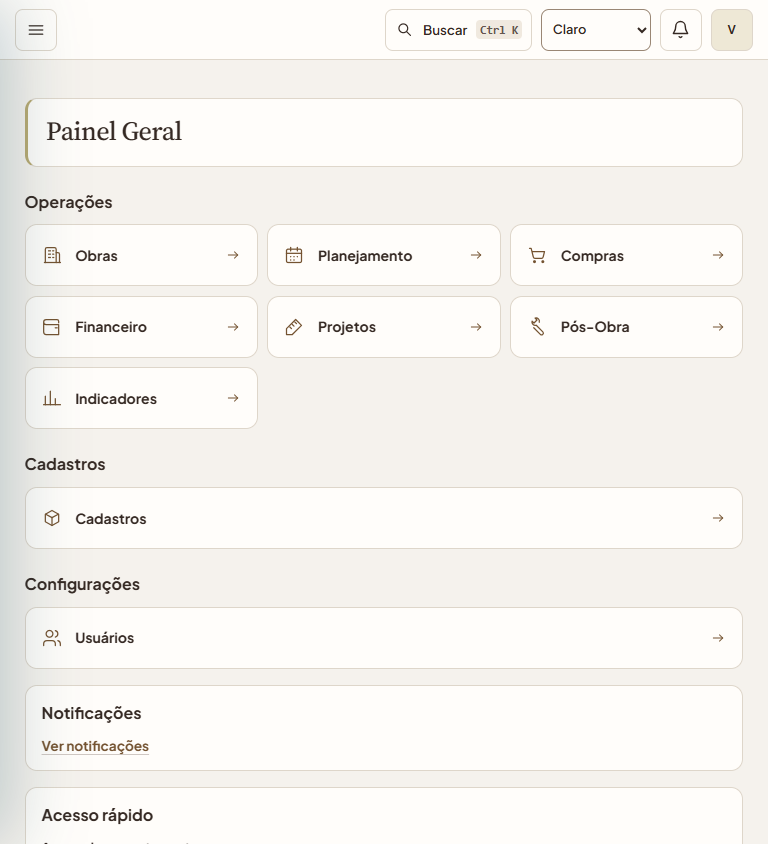 Buscar Ctrl K Claro V
Painel Geral
Operações
Obras Planejamento Compras
Financeiro Projetos Pós-Obra
Indicadores
Cadastros
Cadastros
Configurações
Usuários
Notificações
Ver notificações
Acesso rápido